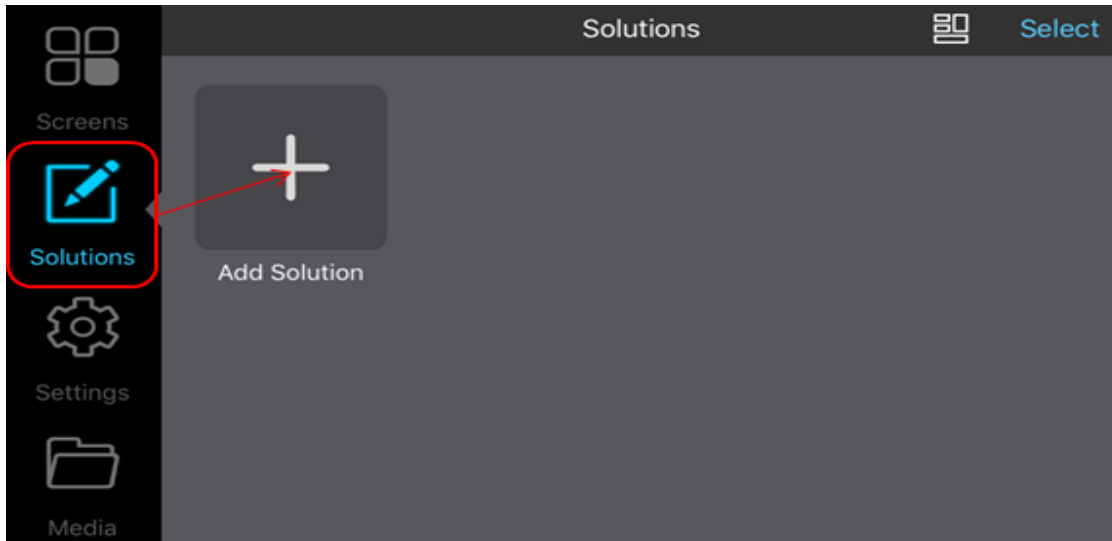 Solutions
Select
Screens
Solutions
Add Solution
Settings
Media